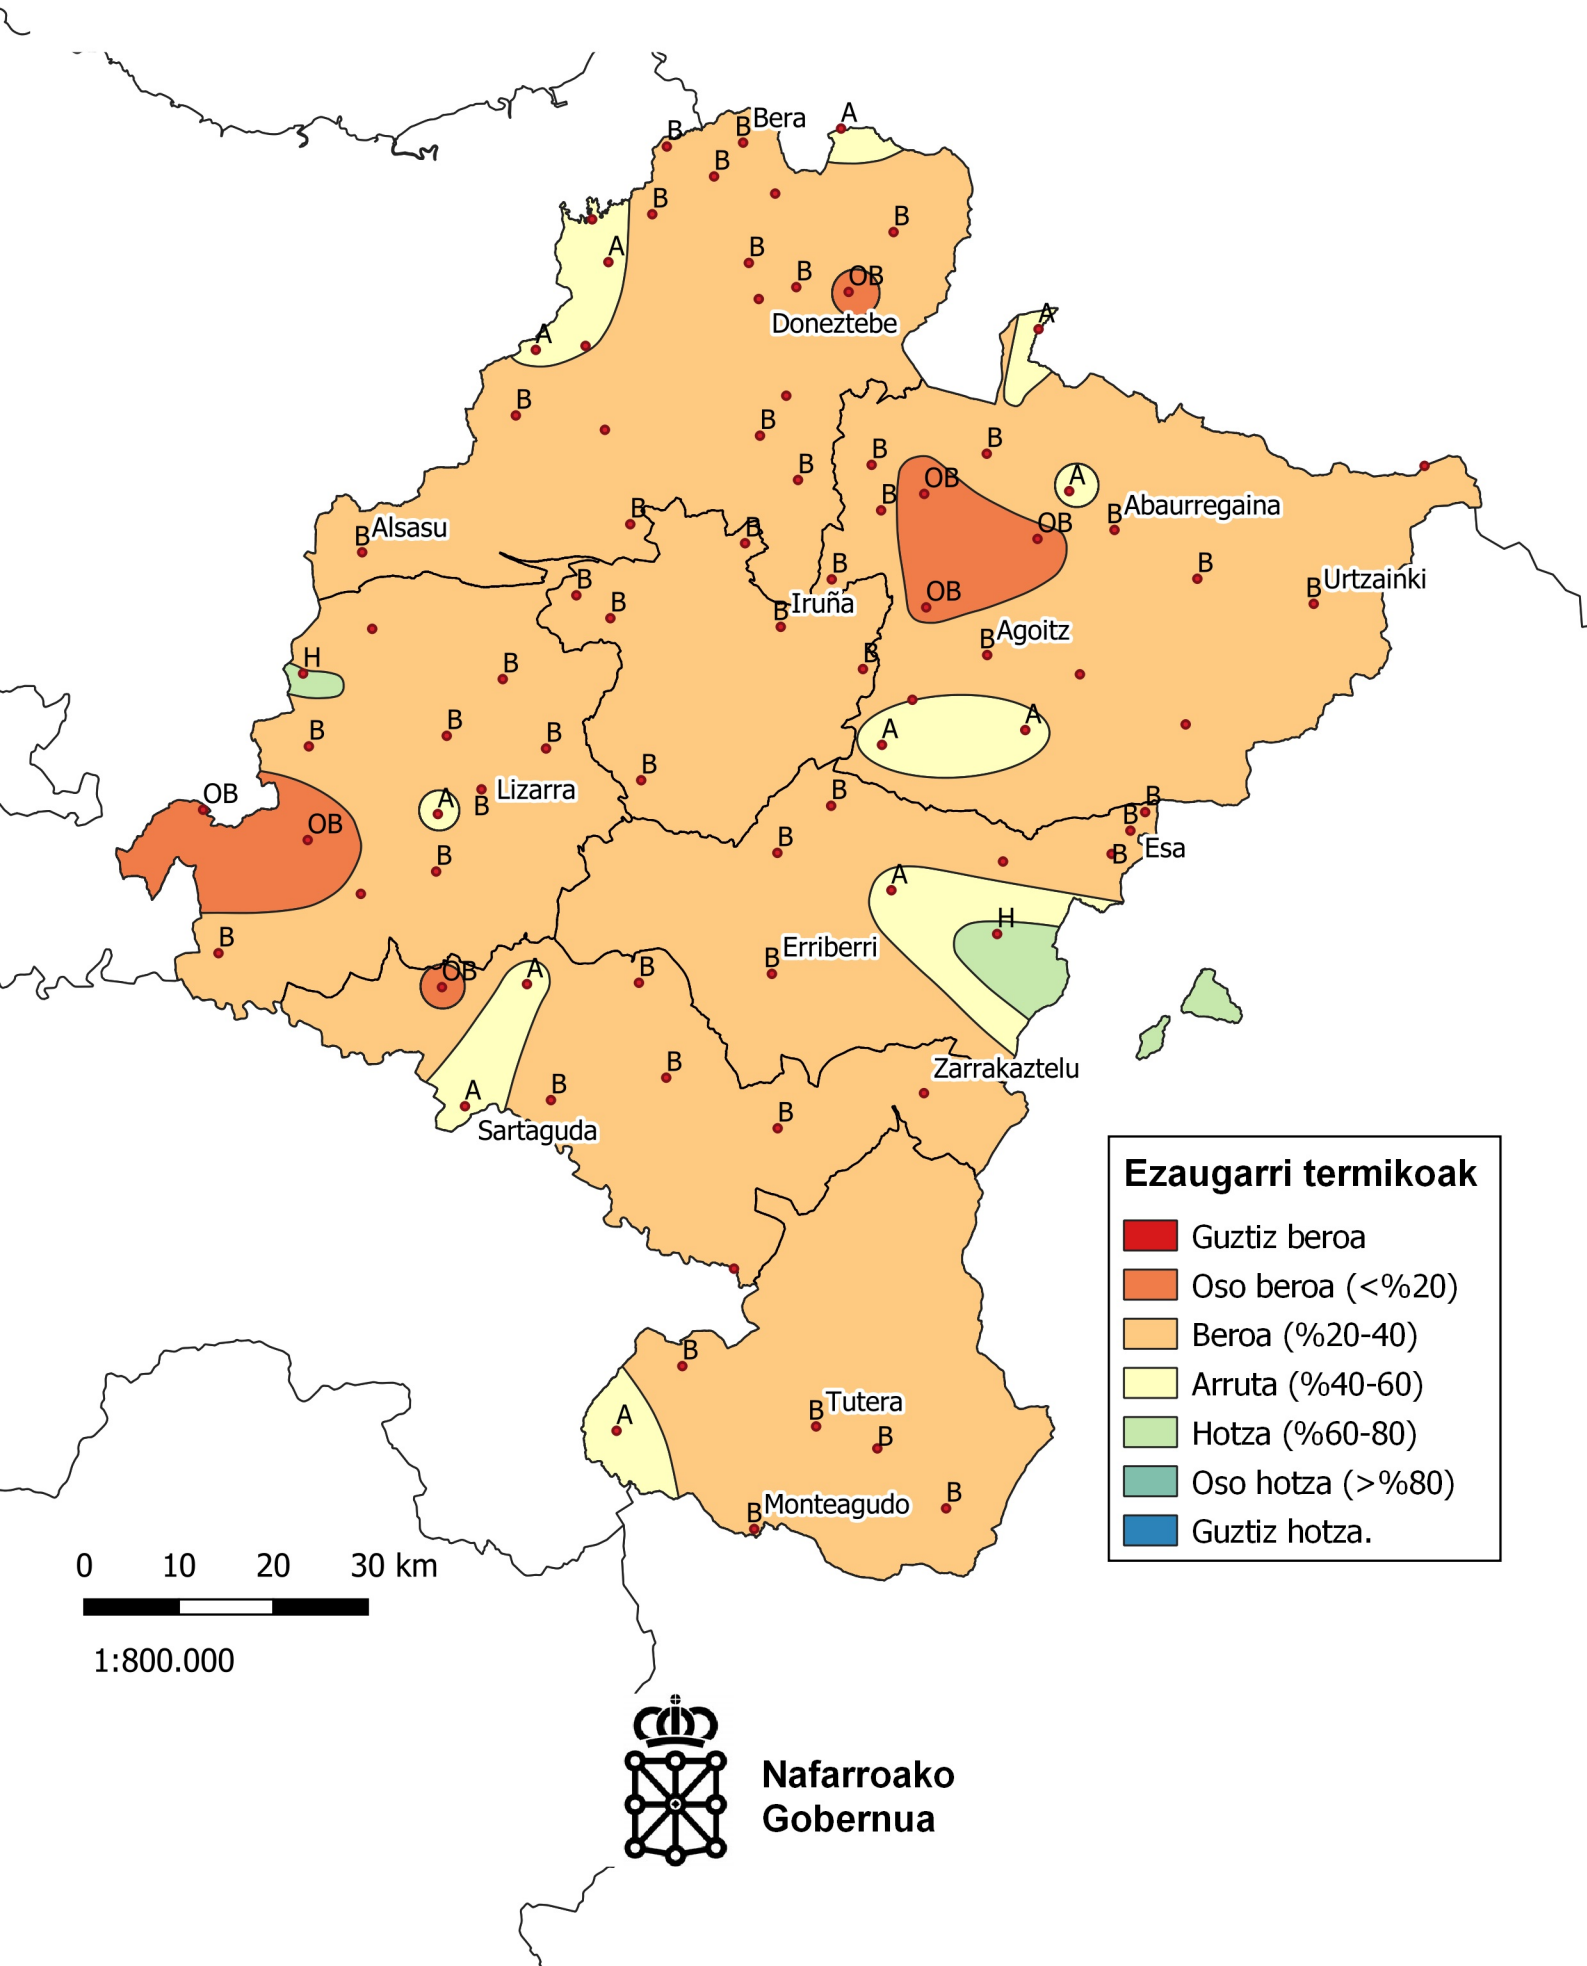 A
B
B Bera
B
B
B
A
B
B
OB
Doneztebe
A
A
B
B
B
B
B
OB
A
B
OB
B Abaurregaina
B
B Alsasu
B
B
B
B
B Urtzainki
B
OB
B Iruña
B Agoitz
H
B
B
A
A
B
B
B
B
OB
A
B Lizarra
B
B
B
OB
B
B
B Esa
A
H
B
B Erriberri
OB
A
B
Zarrakaztelu
B
A
B
B
Sartaguda
B
A
B Tutera
B
B
B Monteagudo
Ezaugarri termikoak
Guztiz beroa
Oso beroa (<%20)
Beroa (%20-40)
Arruta (%40-60)
Hotza (%60-80)
Oso hotza (>%80)
Guztiz hotza.
0 10 20 30 km
1:800.000
Nafarroako
Gobernua